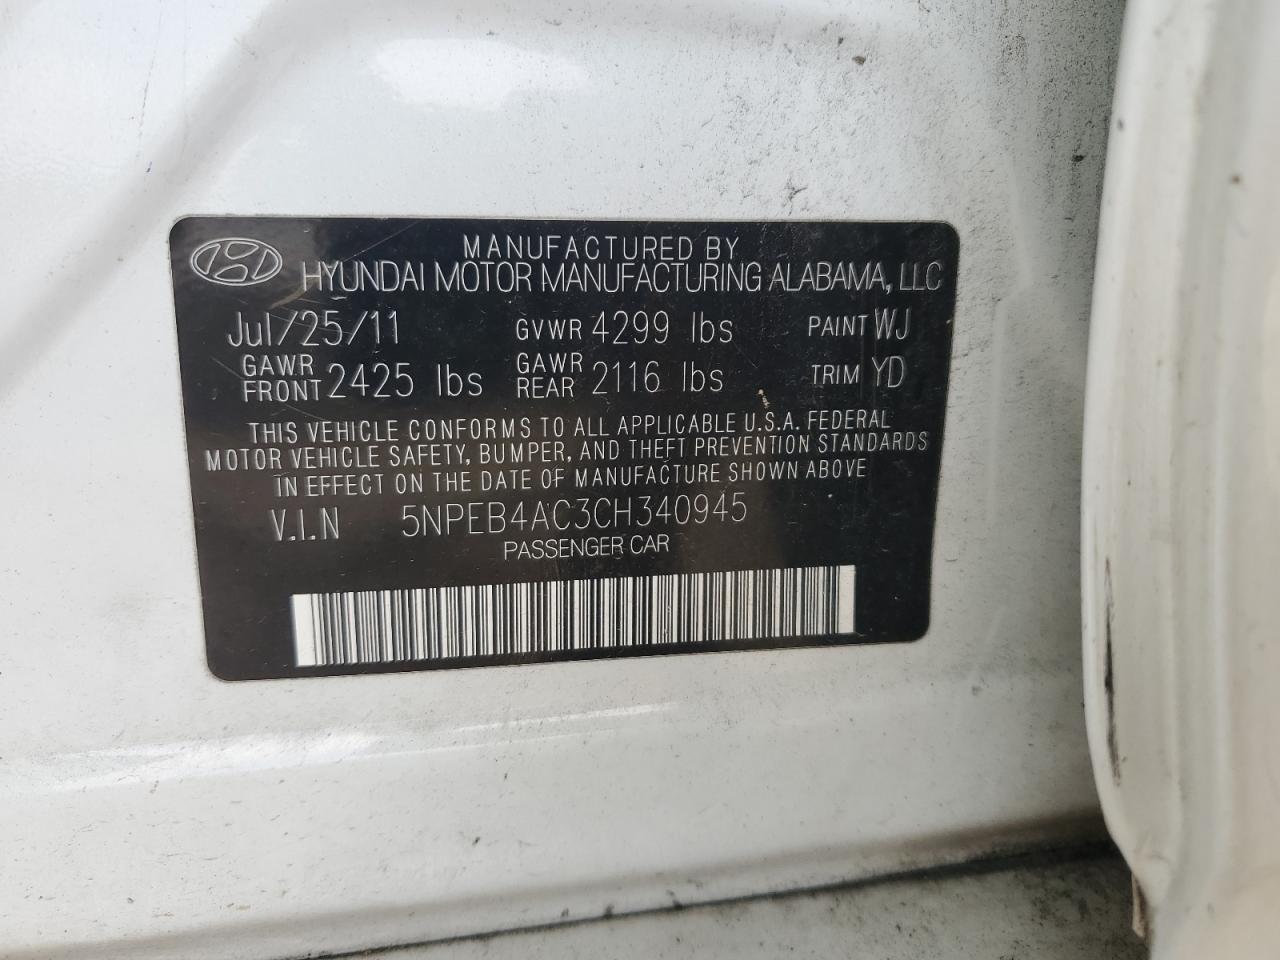 MANUFACTURED BY
HYUNDAI MOTOR MANUFACTURING ALABAMA, LLC
Jul/25/11 GVWR 4299 lbs PAINT WJ
GAWR FRONT 2425 lbs GAWR REAR 2116 lbs TRIM YD
THIS VEHICLE CONFORMS TO ALL APPLICABLE U.S.A. FEDERAL
MOTOR VEHICLE SAFETY, BUMPER, AND THEFT PREVENTION STANDARDS
IN EFFECT ON THE DATE OF MANUFACTURE SHOWN ABOVE
V.I.N 5NPEB4AC3CH340945
PASSENGER CAR